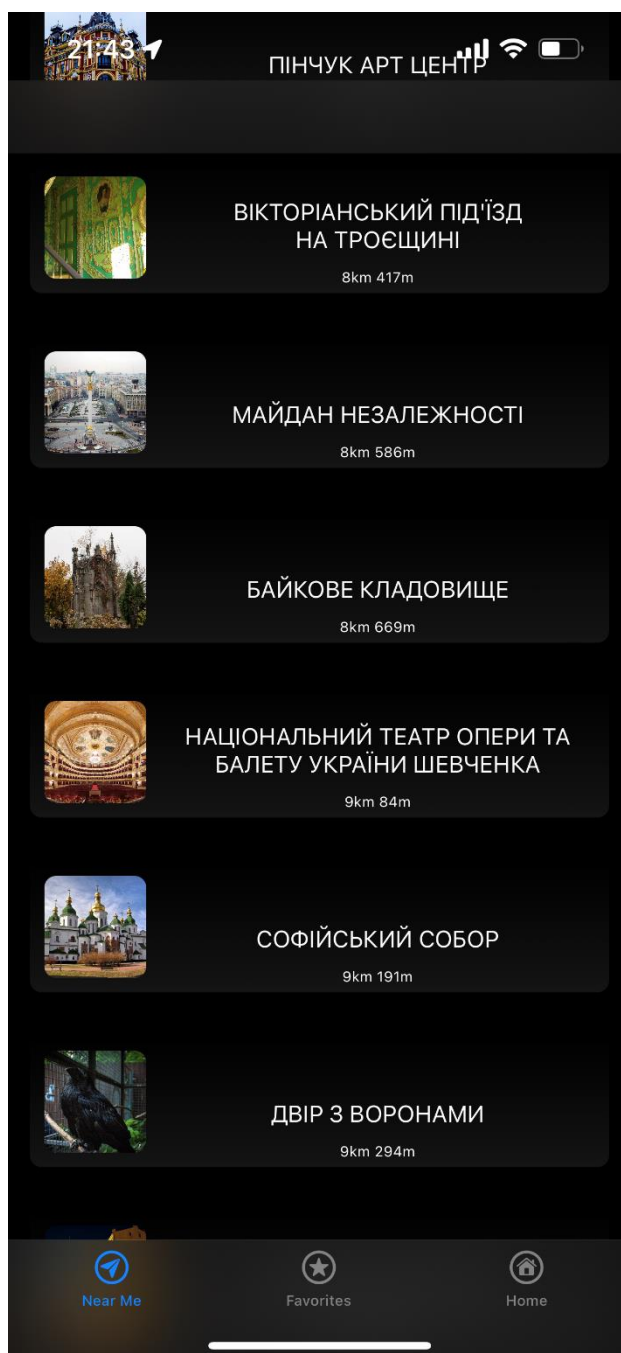 21:43
ПІНЧУК АРТ ЦЕНТР
ВІКТОРІАНСЬКИЙ ПІД'ЇЗД
НА ТРОЄЩИНІ
8km 417m
МАЙДАН НЕЗАЛЕЖНОСТІ
8km 586m
БАЙКОВЕ КЛАДОВИЩЕ
8km 669m
НАЦІОНАЛЬНИЙ ТЕАТР ОПЕРИ ТА
БАЛЕТУ УКРАЇНИ ШЕВЧЕНКА
9km 84m
СОФІЙСЬКИЙ СОБОР
9km 191m
ДВІР З ВОРОНАМИ
9km 294m
Near Me
Favorites
Home